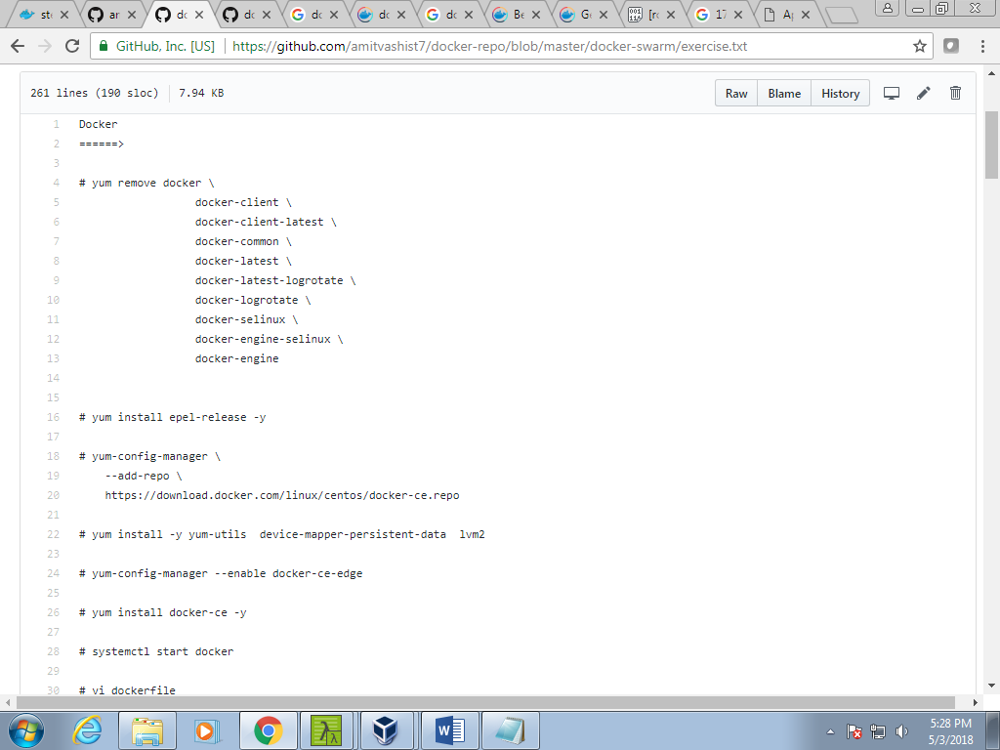 stc
ar
dc
dc
dc
dc
dc
Be
Ge
[rc
17
Ap
GitHub, Inc. [US] https://github.com/amitvashist7/docker-repo/blob/master/docker-swarm/exercise.txt
261 lines (190 sloc) 7.94 KB Raw Blame History
1 Docker
2 ======>
3
4 # yum remove docker \
5 docker-client \
6 docker-client-latest \
7 docker-common \
8 docker-latest \
9 docker-latest-logrotate \
10 docker-logrotate \
11 docker-selinux \
12 docker-engine-selinux \
13 docker-engine
14
15
16 # yum install epel-release -y
17
18 # yum-config-manager \
19 --add-repo \
20 https://download.docker.com/linux/centos/docker-ce.repo
21
22 # yum install -y yum-utils  device-mapper-persistent-data  lvm2
23
24 # yum-config-manager --enable docker-ce-edge
25
26 # yum install docker-ce -y
27
28 # systemctl start docker
29
30 # vi dockerfile
5:28 PM
5/3/2018